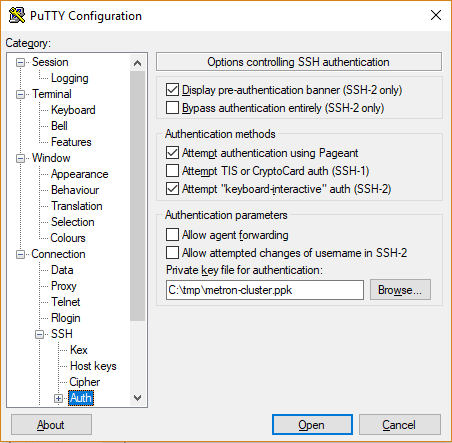 PuTTY Configuration
Category:
Session
Logging
Terminal
Keyboard
Bell
Features
Window
Appearance
Behaviour
Translation
Selection
Colours
Connection
Data
Proxy
Telnet
Rlogin
SSH
Kex
Host keys
Cipher
Auth
Options controlling SSH authentication
Display pre-authentication banner (SSH-2 only)
Bypass authentication entirely (SSH-2 only)
Authentication methods
Attempt authentication using Pageant
Attempt TIS or CryptoCard auth (SSH-1)
Attempt "keyboard-interactive" auth (SSH-2)
Authentication parameters
Allow agent forwarding
Allow attempted changes of username in SSH-2
Private key file for authentication:
C:\tmp\metron-cluster.ppk
Browse...
About
Open
Cancel